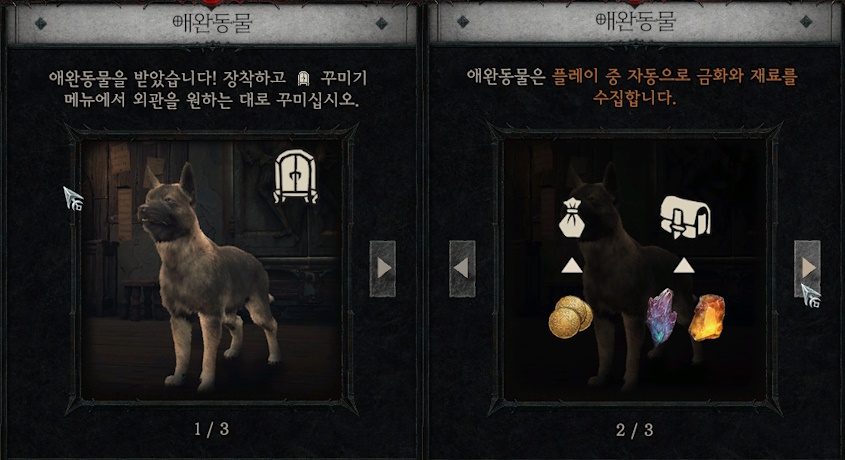 애완동물
애완동물을 받았습니다! 장착하고 꾸미기
메뉴에서 외관을 원하는 대로 꾸미십시오.
1 / 3
애완동물
애완동물은 플레이 중 자동으로 금화와 재료를
수집합니다.
2 / 3